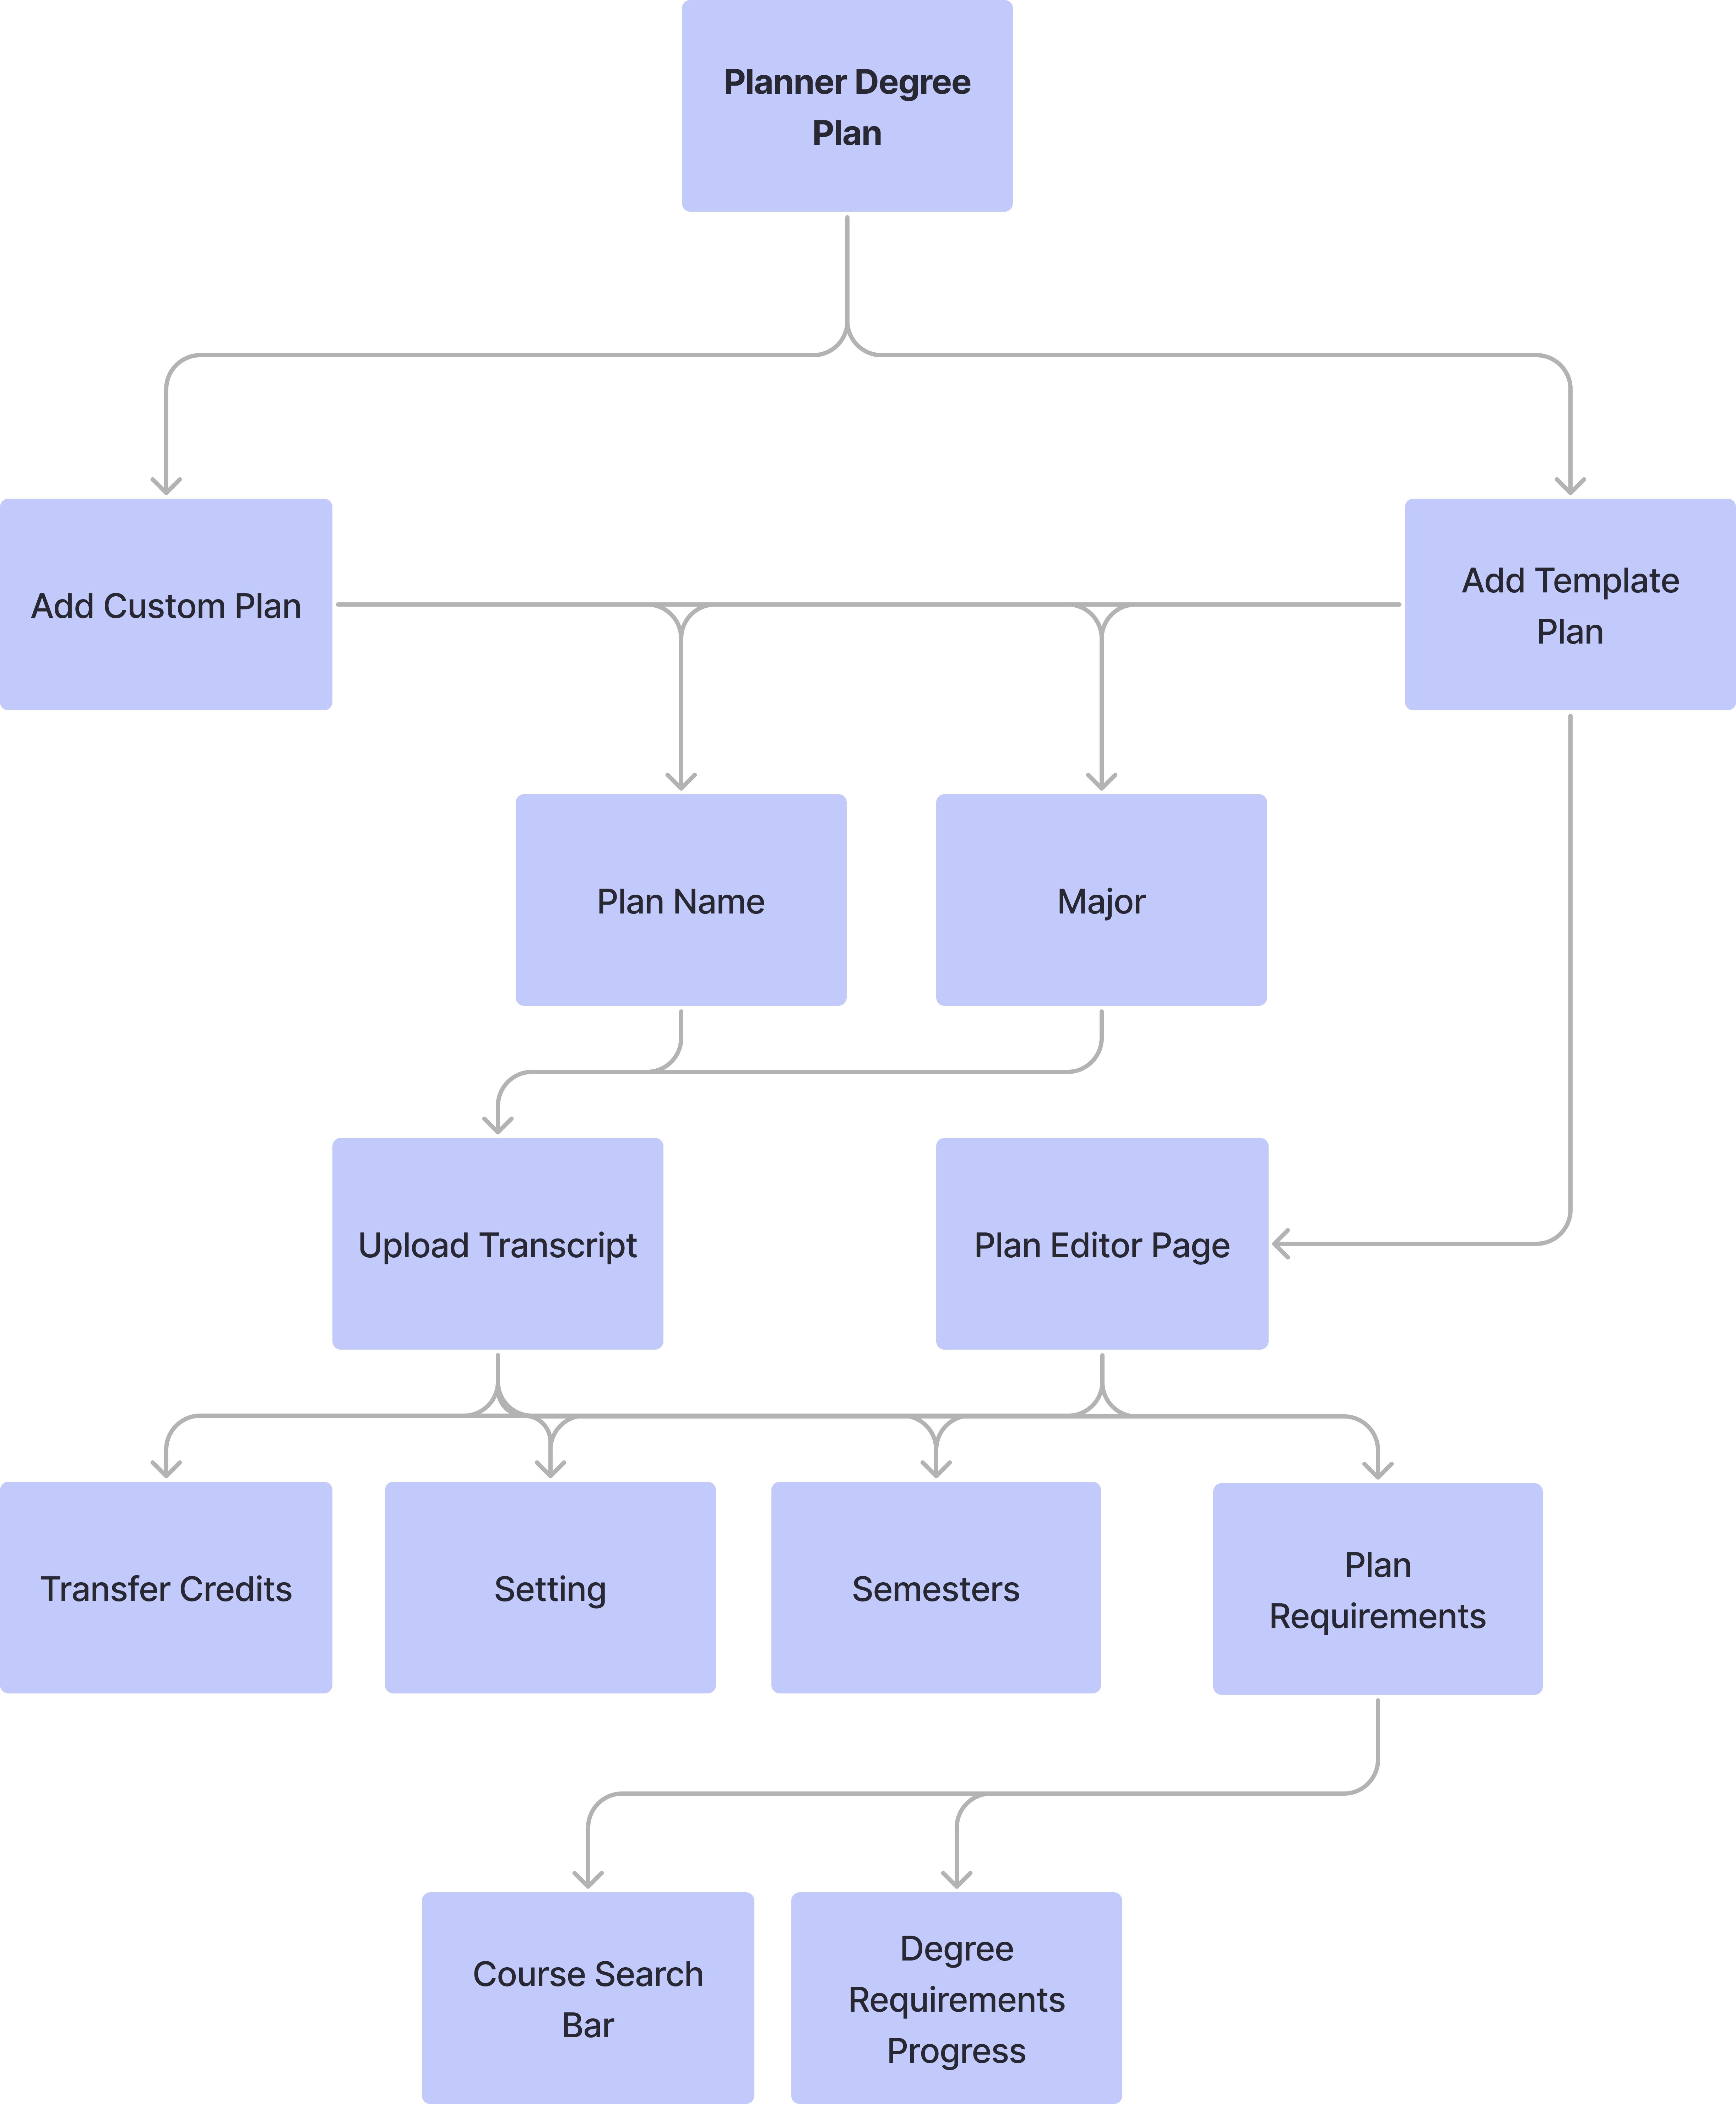 Planner Degree
Plan
Add Custom Plan
Add Template
Plan
Plan Name
Major
Upload Transcript
Plan Editor Page
Transfer Credits
Setting
Semesters
Plan
Requirements
Course Search
Bar
Degree
Requirements
Progress